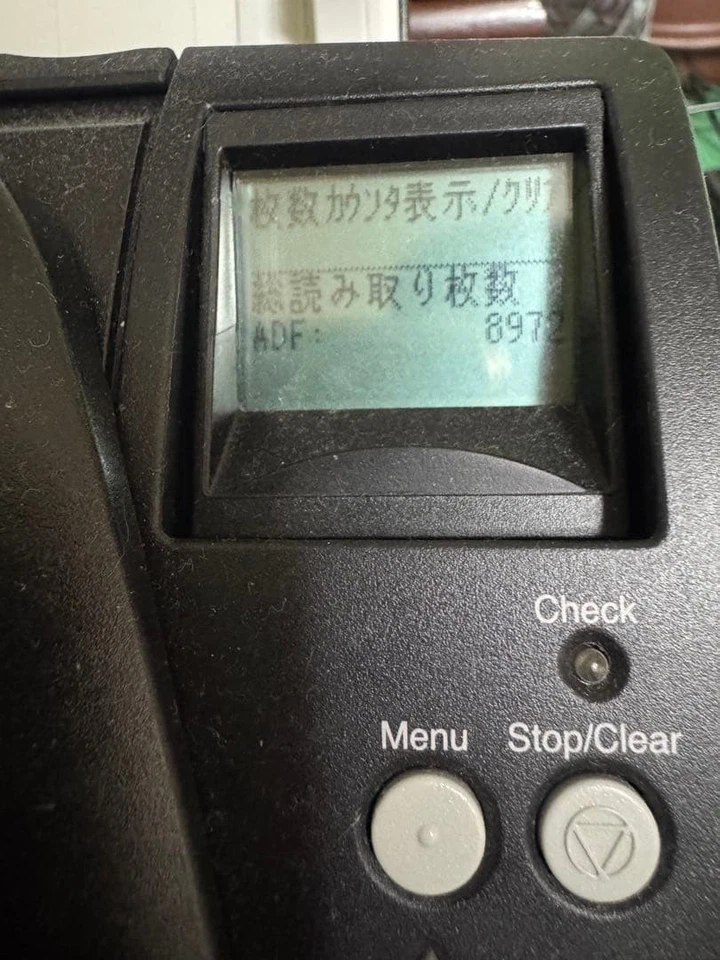 枚数ｶｳﾝﾀ表示/ｸﾘｱ
総読み取り枚数
ADF: 8972
Check
Menu Stop/Clear